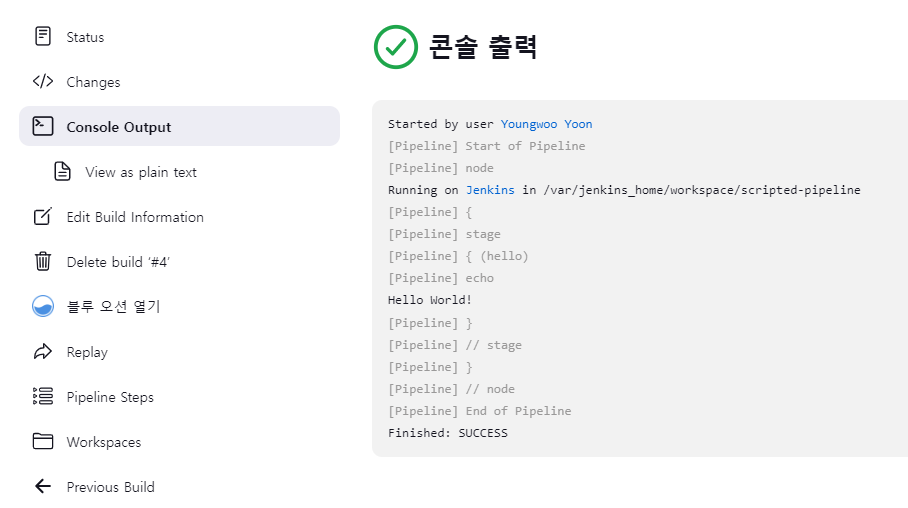 Status
Changes
Console Output
View as plain text
Edit Build Information
Delete build ‘#4’
블루 오션 열기
Replay
Pipeline Steps
Workspaces
Previous Build
콘솔 출력
Started by user Youngwoo Yoon
[Pipeline] Start of Pipeline
[Pipeline] node
Running on Jenkins in /var/jenkins_home/workspace/scripted-pipeline
[Pipeline] {
[Pipeline] stage
[Pipeline] { (hello)
[Pipeline] echo
Hello World!
[Pipeline] }
[Pipeline] // stage
[Pipeline] }
[Pipeline] // node
[Pipeline] End of Pipeline
Finished: SUCCESS